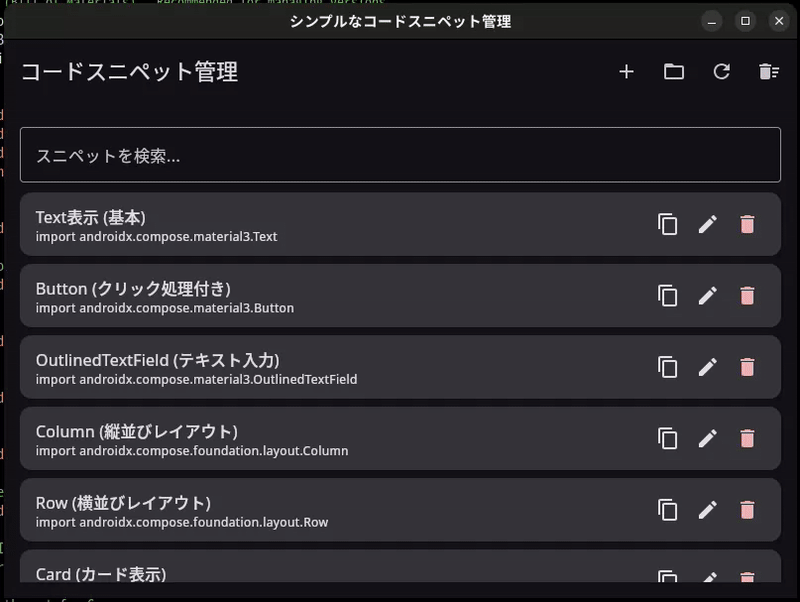 シンプルなコードスニペット管理
コードスニペット管理
スニペットを検索...
Text表示 (基本)
import androidx.compose.material3.Text
Button (クリック処理付き)
import androidx.compose.material3.Button
OutlinedTextField (テキスト入力)
import androidx.compose.material3.OutlinedTextField
Column (縦並びレイアウト)
import androidx.compose.foundation.layout.Column
Row (横並びレイアウト)
import androidx.compose.foundation.layout.Row
Card (カード表示)